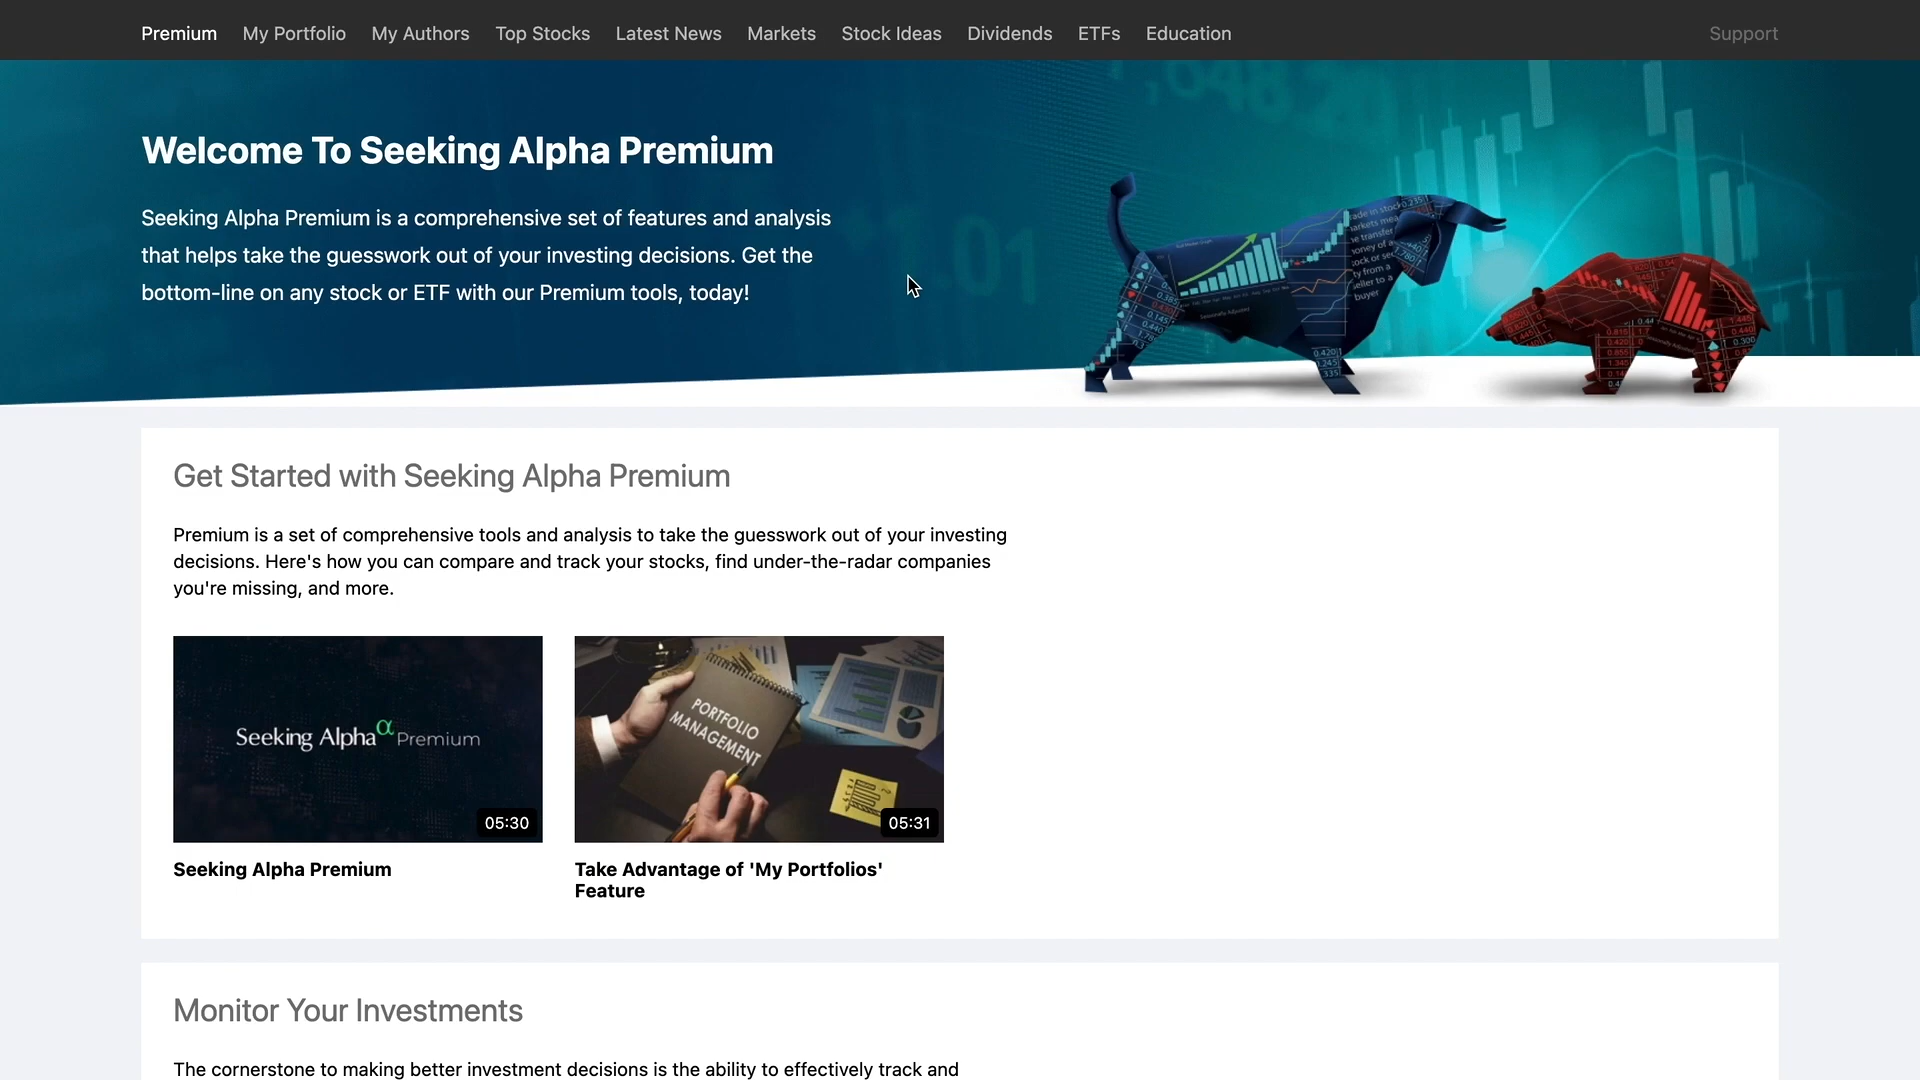 Premium My Portfolio My Authors Top Stocks Latest News Markets Stock Ideas Dividends ETFs Education Support
Welcome To Seeking Alpha Premium
Seeking Alpha Premium is a comprehensive set of features and analysis
that helps take the guesswork out of your investing decisions. Get the
bottom-line on any stock or ETF with our Premium tools, today!
Get Started with Seeking Alpha Premium
Premium is a set of comprehensive tools and analysis to take the guesswork out of your investing
decisions. Here's how you can compare and track your stocks, find under-the-radar companies
you're missing, and more.
Seeking Alphaα Premium
05:30
PORTFOLIO
MANAGEMENT
05:31
Seeking Alpha Premium
Take Advantage of 'My Portfolios'
Feature
Monitor Your Investments
The cornerstone to making better investment decisions is the ability to effectively track and